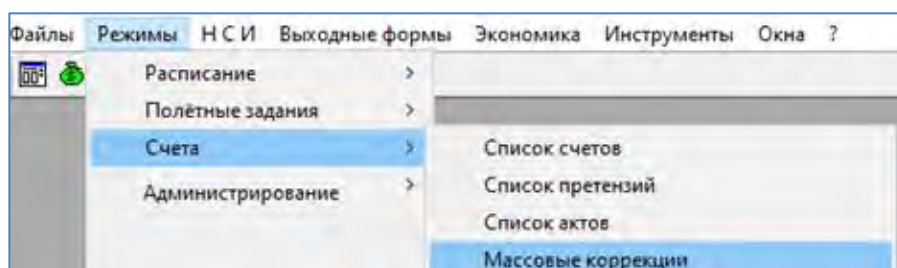 Файлы Режимы Н С И Выходные формы Экономика Инструменты Окна ?
Расписание
Полётные задания
Счета
Администрирование
Список счетов
Список претензий
Список актов
Массовые коррекции